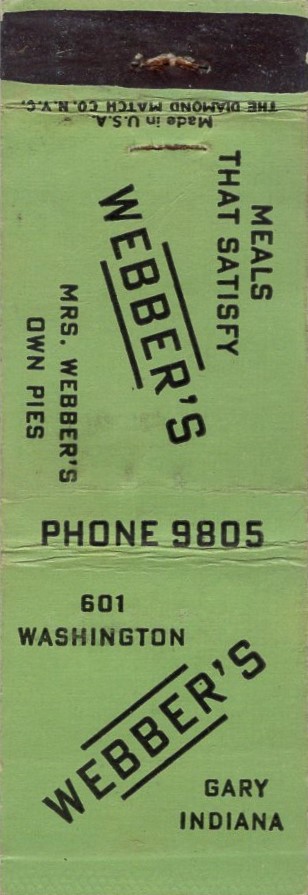 Made in U.S.A.
THE DIAMOND MATCH CO. N.Y.C.
MEALS
THAT SATISFY
WEBBER'S
MRS. WEBBER'S
OWN PIES
PHONE 9805
601
WASHINGTON
WEBBER'S
GARY
INDIANA